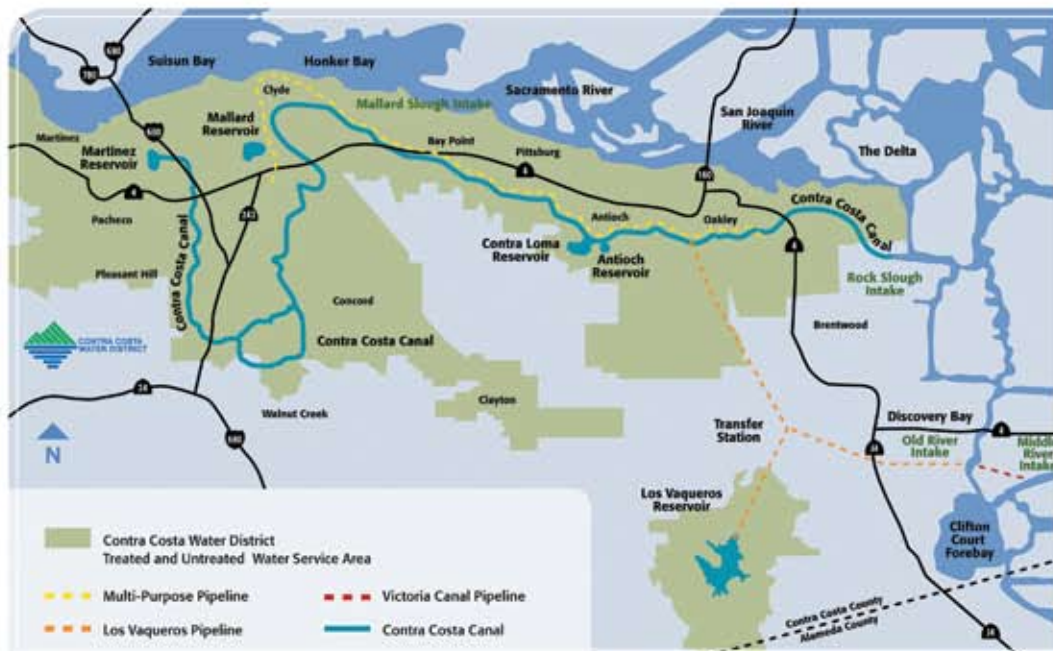 680
780
Suisun Bay
Honker Bay
Clyde
Mallard Slough Intake
Sacramento River
San Joaquin
River
Mallard
Reservoir
680
Martinez
Martinez
Reservoir
Bay Point
Pittsburg
The Delta
4
4
160
Pacheco
242
Contra Costa Canal
Antioch
Oakley
Contra Costa
Canal
Contra Loma
Reservoir
Antioch
Reservoir
4
Pleasant Hill
Rock Slough
Intake
Concord
Brentwood
CONTRA COSTA
WATER DISTRICT
Contra Costa Canal
24
Clayton
Walnut Creek
680
N
Transfer
Station
Discovery Bay
Old River
Intake
4
Middle
River
Intake
Los Vaqueros
Reservoir
Clifton
Court
Forebay
Contra Costa Water District
Treated and Untreated Water Service Area
Multi-Purpose Pipeline
Victoria Canal Pipeline
Los Vaqueros Pipeline
Contra Costa Canal
Contra Costa County
Alameda County